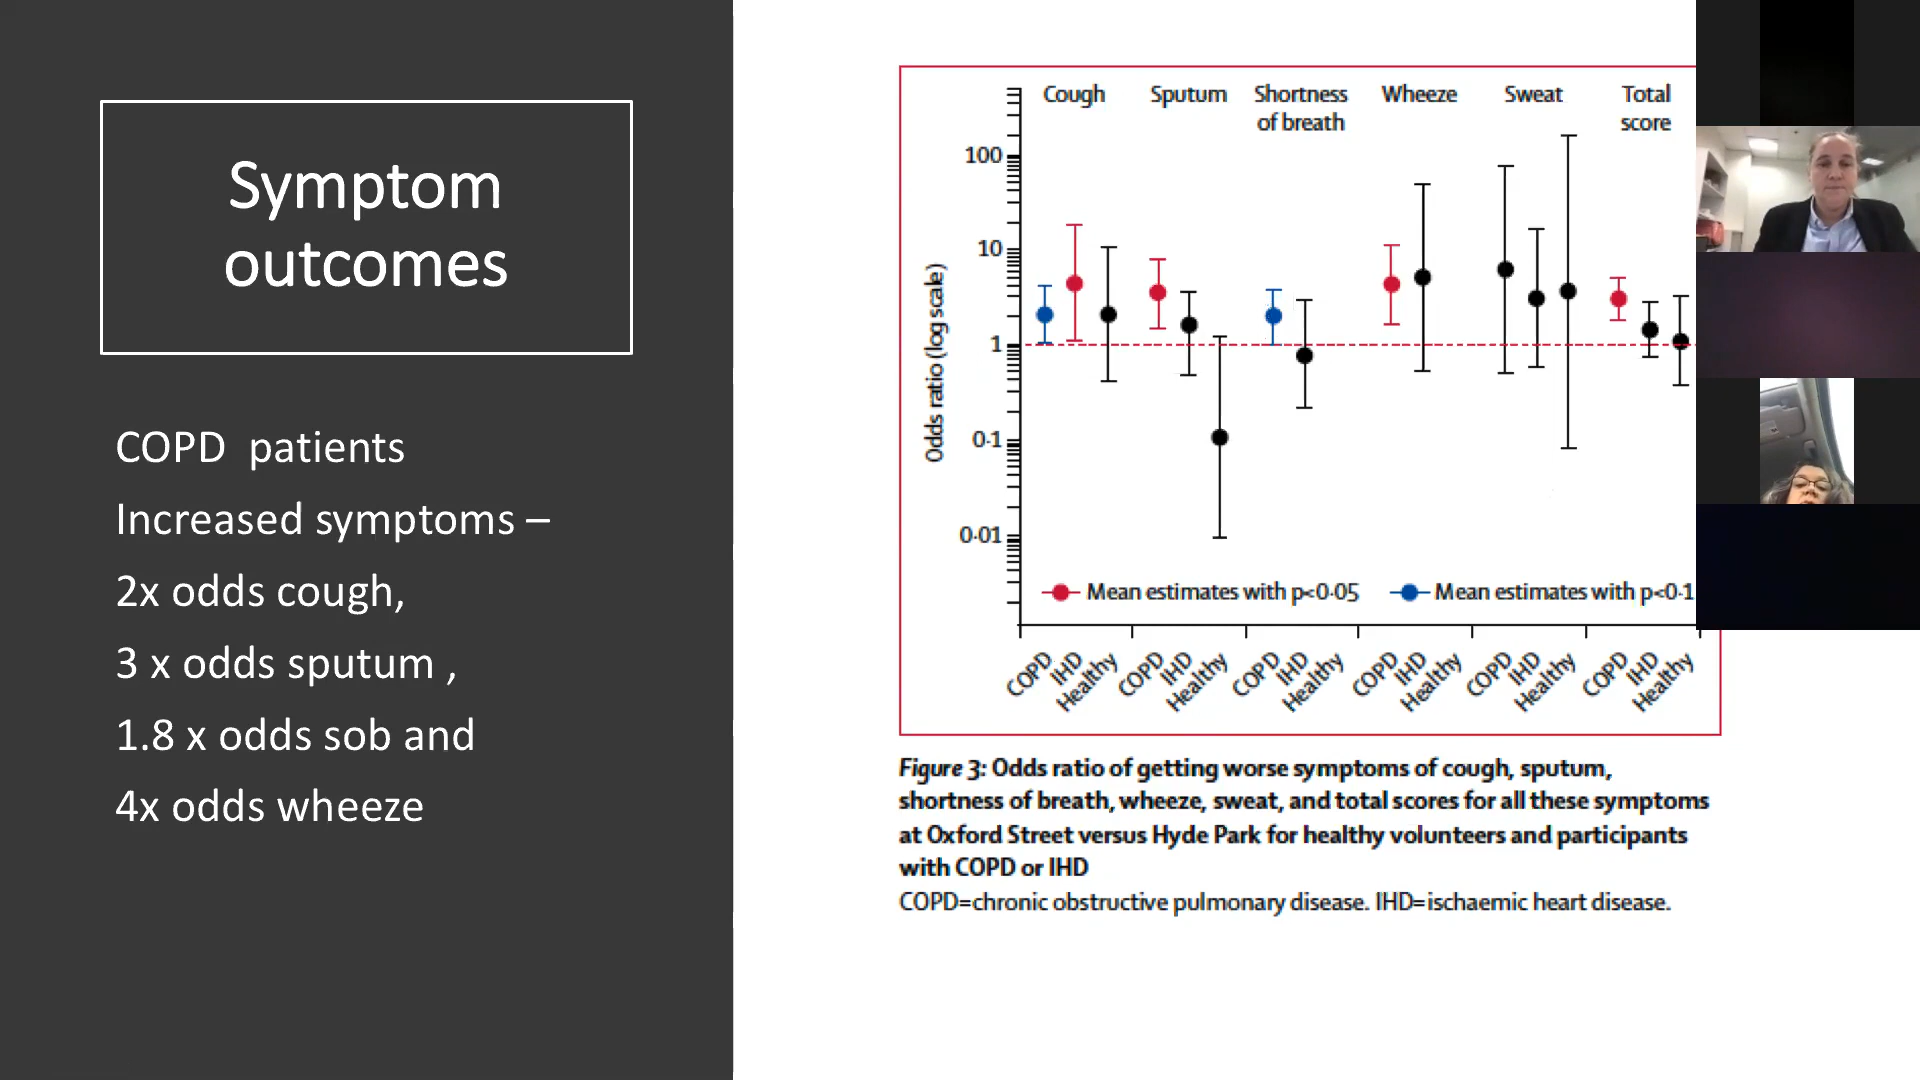 Symptom
outcomes
COPD patients
Increased symptoms –
2x odds cough,
3 x odds sputum ,
1.8 x odds sob and
4x odds wheeze
Cough Sputum Shortness of breath Wheeze Sweat Total score
Odds ratio (log scale)
100
10
1
0·1
0·01
Mean estimates with p<0·05 Mean estimates with p<0·1
COPD IHD Healthy COPD IHD Healthy COPD IHD Healthy COPD IHD Healthy COPD IHD Healthy COPD IHD Healthy
Figure 3: Odds ratio of getting worse symptoms of cough, sputum,
shortness of breath, wheeze, sweat, and total scores for all these symptoms
at Oxford Street versus Hyde Park for healthy volunteers and participants
with COPD or IHD
COPD=chronic obstructive pulmonary disease. IHD=ischaemic heart disease.